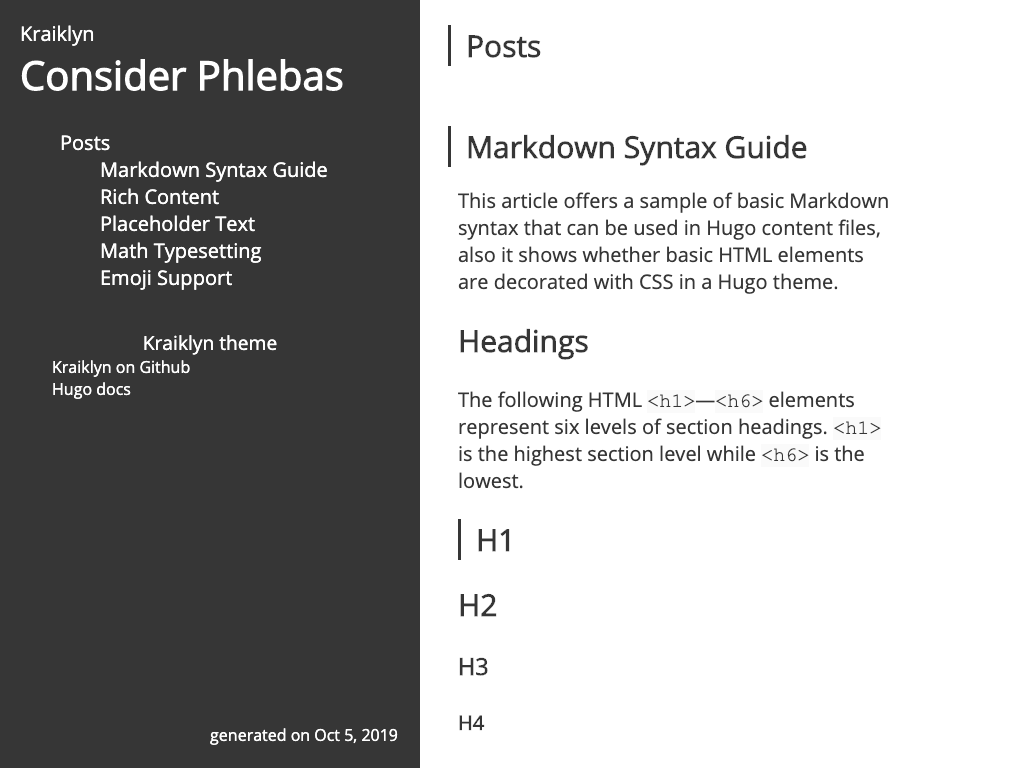 Kraiklyn
Consider Phlebas
Posts
Markdown Syntax Guide
Rich Content
Placeholder Text
Math Typesetting
Emoji Support
Kraiklyn theme
Kraiklyn on Github
Hugo docs
generated on Oct 5, 2019
Posts
Markdown Syntax Guide
This article offers a sample of basic Markdown
syntax that can be used in Hugo content files,
also it shows whether basic HTML elements
are decorated with CSS in a Hugo theme.
Headings
The following HTML <h1>—<h6> elements
represent six levels of section headings. <h1>
is the highest section level while <h6> is the
lowest.
H1
H2
H3
H4